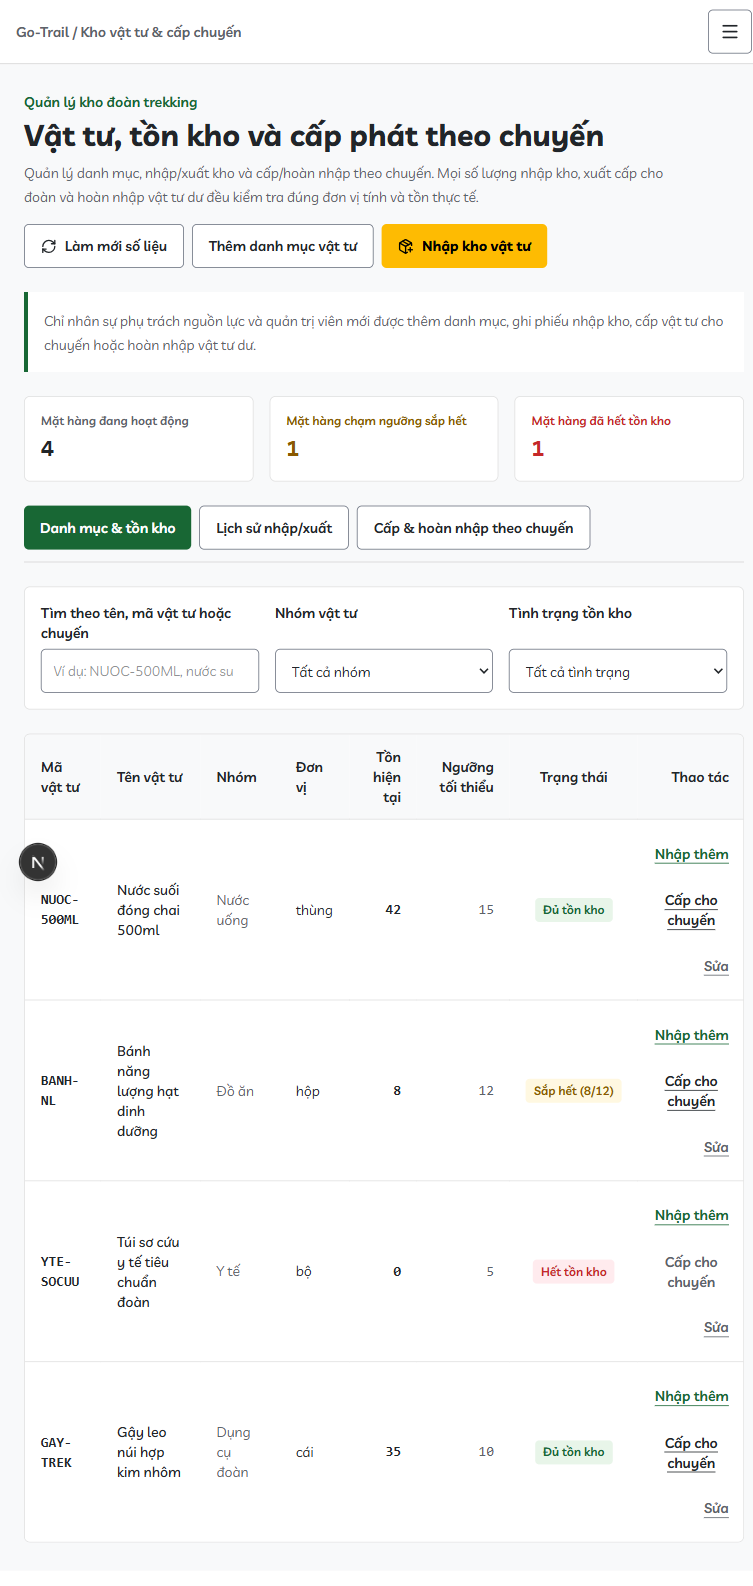 Go-Trail / Kho vật tư & cấp chuyến
Quản lý kho đoàn trekking
Vật tư, tồn kho và cấp phát theo chuyến
Quản lý danh mục, nhập/xuất kho và cấp/hoàn nhập theo chuyến. Mọi số lượng nhập kho, xuất cấp cho
đoàn và hoàn nhập vật tư dư đều kiểm tra đúng đơn vị tính và tồn thực tế.
Làm mới số liệu
Thêm danh mục vật tư
Nhập kho vật tư
Chỉ nhân sự phụ trách nguồn lực và quản trị viên mới được thêm danh mục, ghi phiếu nhập kho, cấp vật tư cho
chuyến hoặc hoàn nhập vật tư dư.
Mặt hàng đang hoạt động
4
Mặt hàng chạm ngưỡng sắp hết
1
Mặt hàng đã hết tồn kho
1
Danh mục & tồn kho
Lịch sử nhập/xuất
Cấp & hoàn nhập theo chuyến
Tìm theo tên, mã vật tư hoặc
chuyến
Ví dụ: NUOC-500ML, nước su
Nhóm vật tư
Tất cả nhóm
Tình trạng tồn kho
Tất cả tình trạng
Mã
vật tư
Tên vật tư
Nhóm
Đơn
vị
Tồn
hiện
tại
Ngưỡng
tối thiểu
Trạng thái
Thao tác
N
NUOC-
500ML
Nước suối
đóng chai
500ml
Nước
uống
thùng
42
15
Đủ tồn kho
Nhập thêm
Cấp cho
chuyến
Sửa
BANH-
NL
Bánh
năng
lượng hạt
dinh
dưỡng
Đồ ăn
hộp
8
12
Sắp hết (8/12)
Nhập thêm
Cấp cho
chuyến
Sửa
YTE-
SOCUU
Túi sơ cứu
y tế tiêu
chuẩn
đoàn
Y tế
bộ
0
5
Hết tồn kho
Nhập thêm
Cấp cho
chuyến
Sửa
GAY-
TREK
Gậy leo
núi hợp
kim nhôm
Dụng
cụ
đoàn
cái
35
10
Đủ tồn kho
Nhập thêm
Cấp cho
chuyến
Sửa